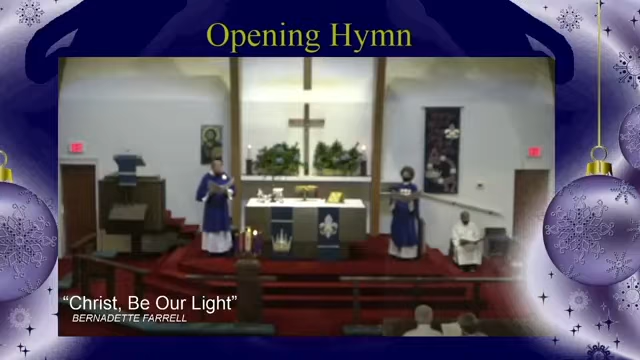 Opening Hymn
“Christ, Be Our Light”
BERNADETTE FARRELL